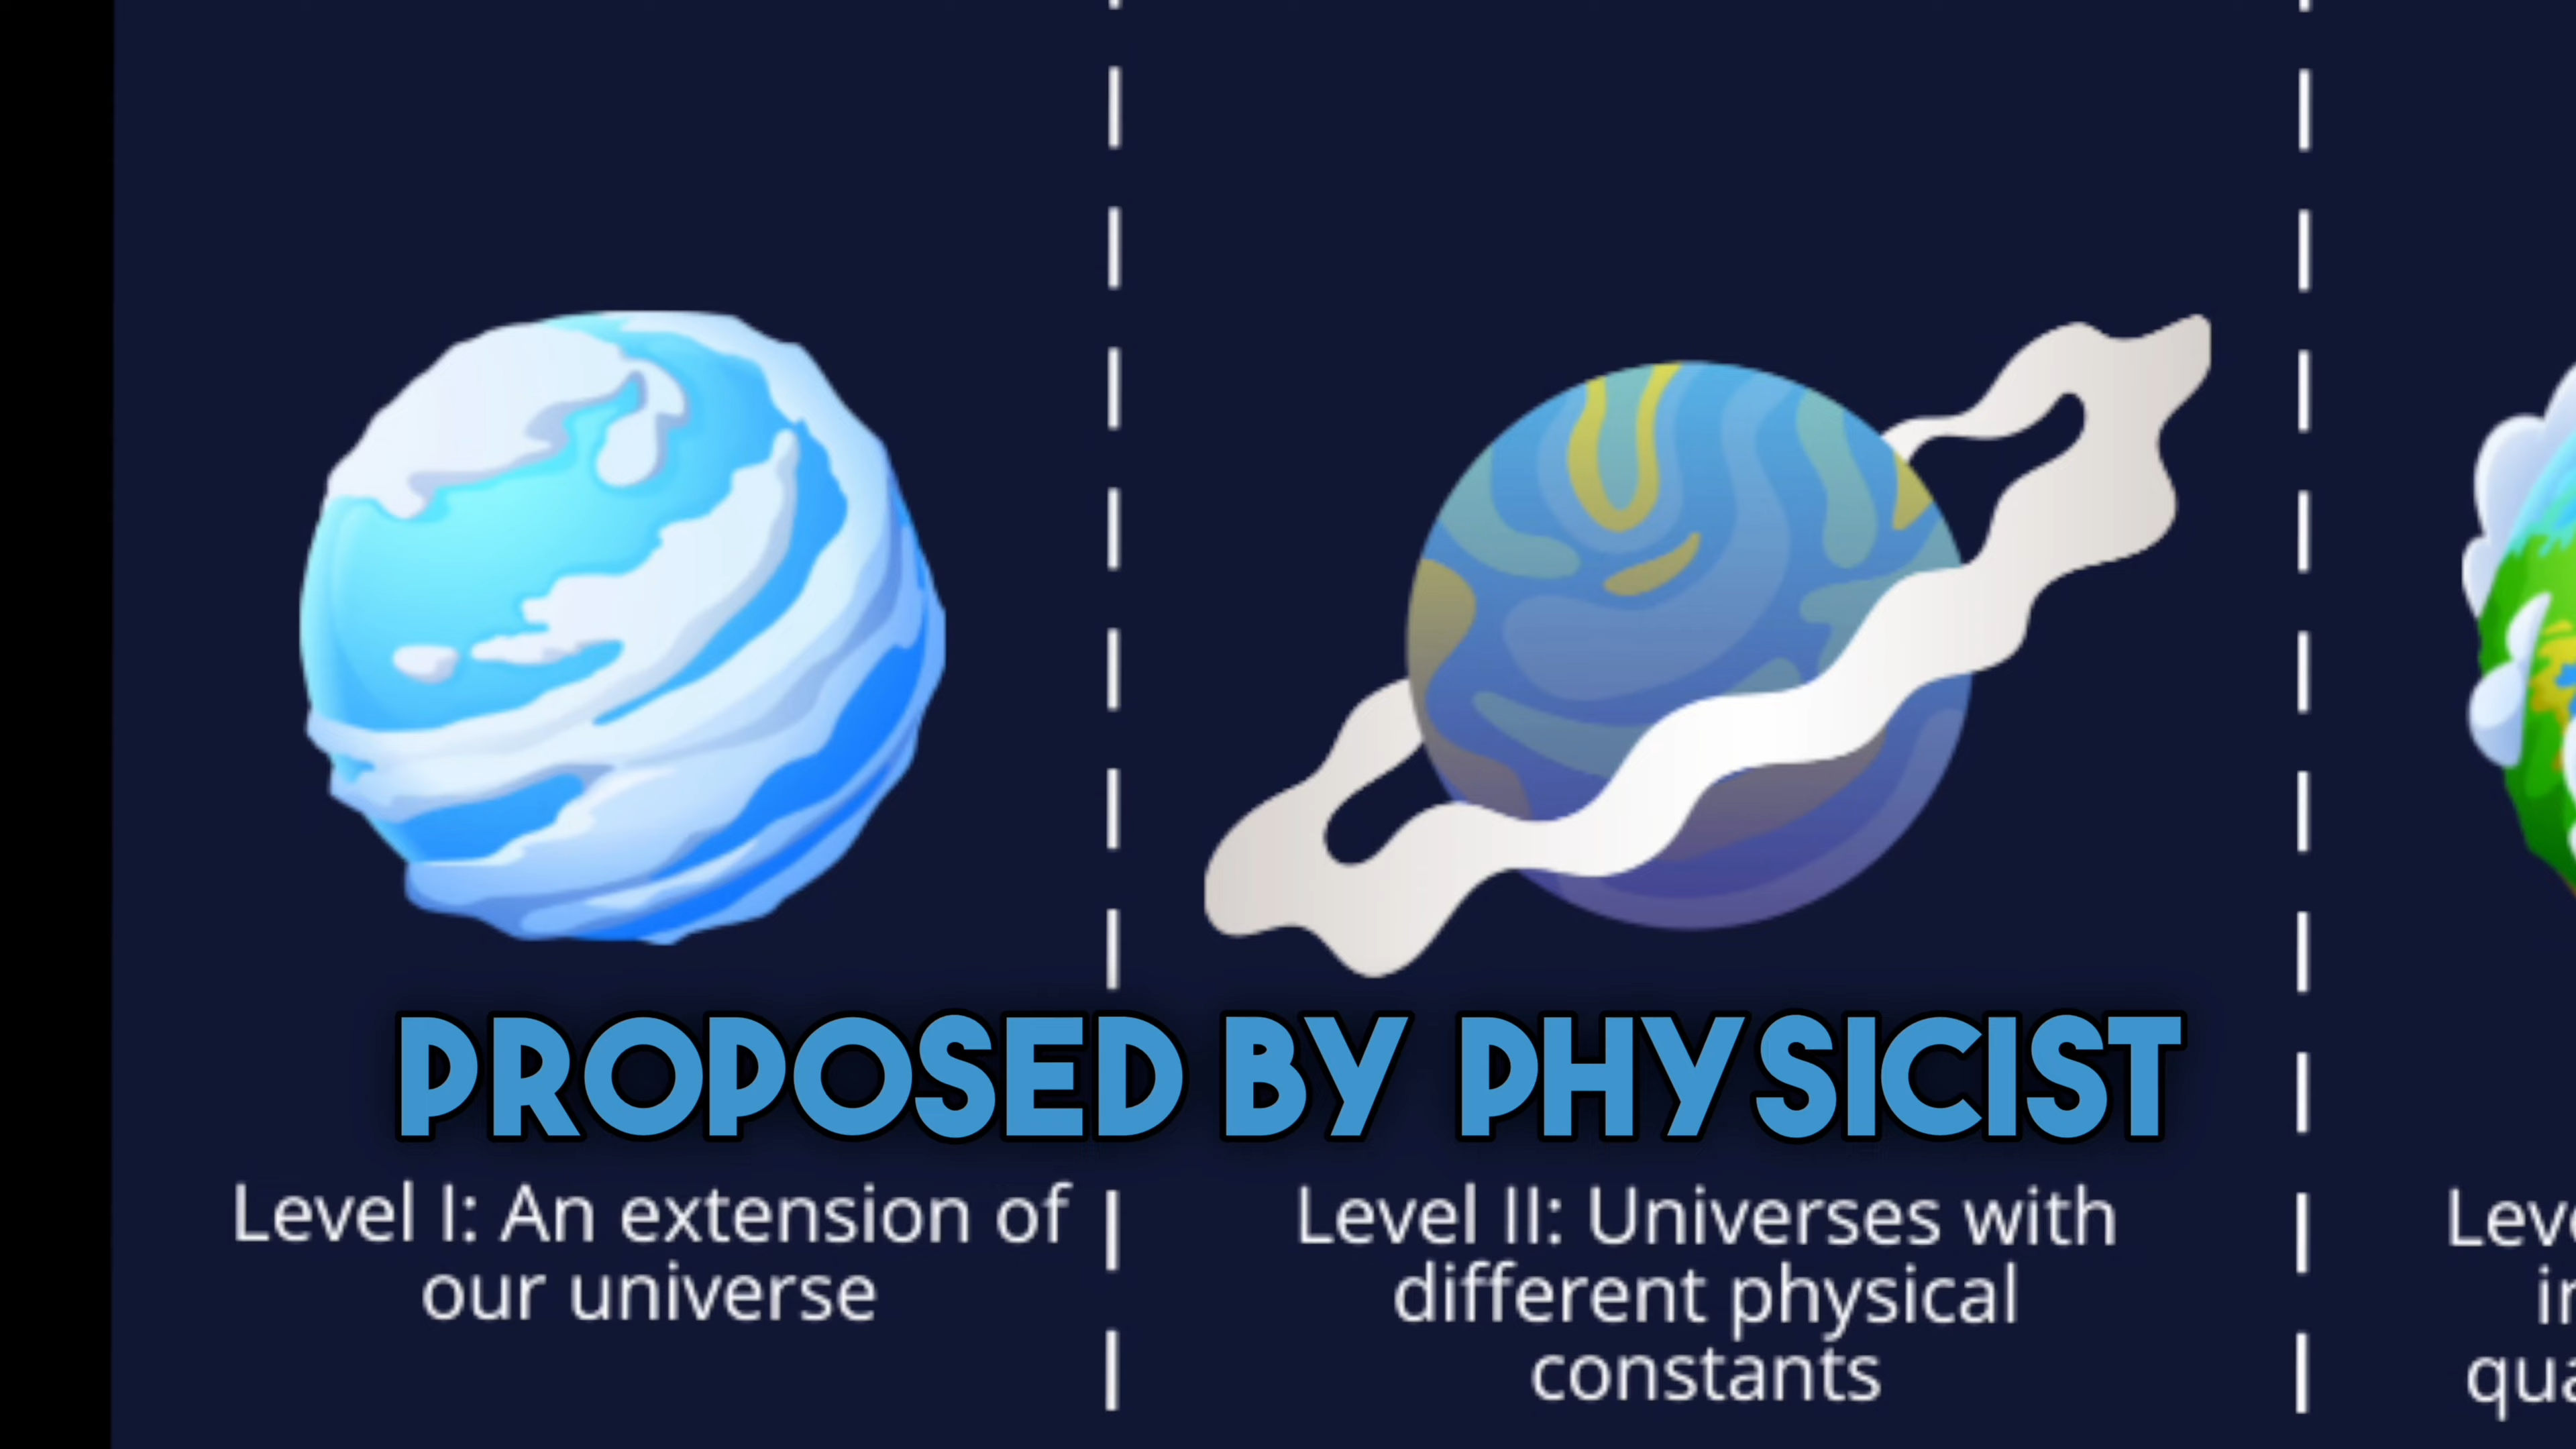 PROPOSED BY PHYSICIST
Level I: An extension of
our universe
Level II: Universes with
different physical
constants